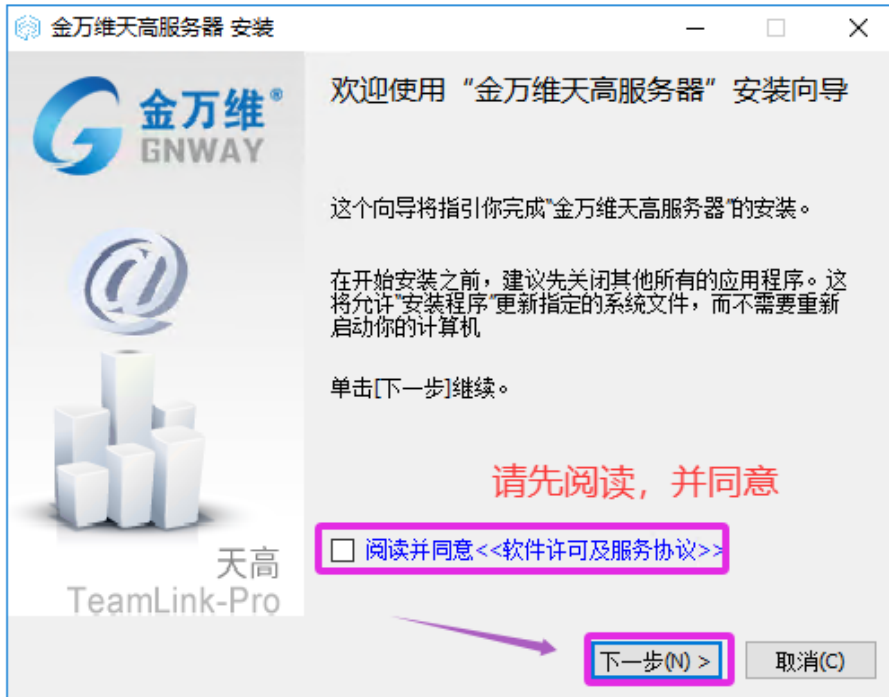 金万维天高服务器 安装
金万维®
GNWAY
天高
TeamLink-Pro
欢迎使用“金万维天高服务器”安装向导
这个向导将指引你完成"金万维天高服务器"的安装。
在开始安装之前，建议先关闭其他所有的应用程序。这
将允许"安装程序"更新指定的系统文件，而不需要重新
启动你的计算机
单击[下一步]继续。
请先阅读，并同意
阅读并同意<<软件许可及服务协议>>
下一步(N) >
取消(C)